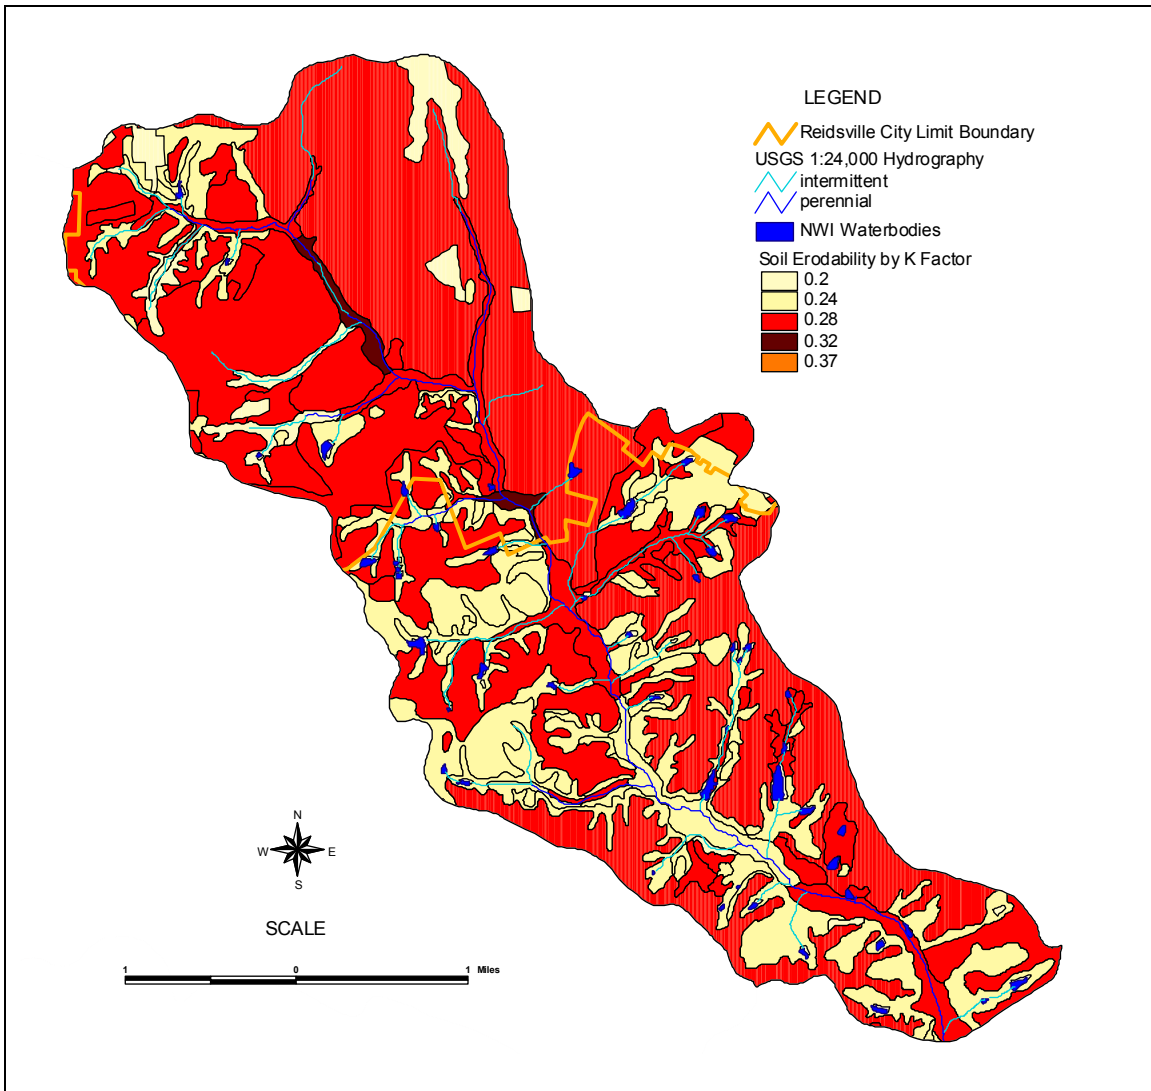 LEGEND
Reidsville City Limit Boundary
USGS 1:24,000 Hydrography
intermittent
perennial
NWI Waterbodies
Soil Erodability by K Factor
0.2
0.24
0.28
0.32
0.37
N
W E
S
SCALE
1 0 1 Miles